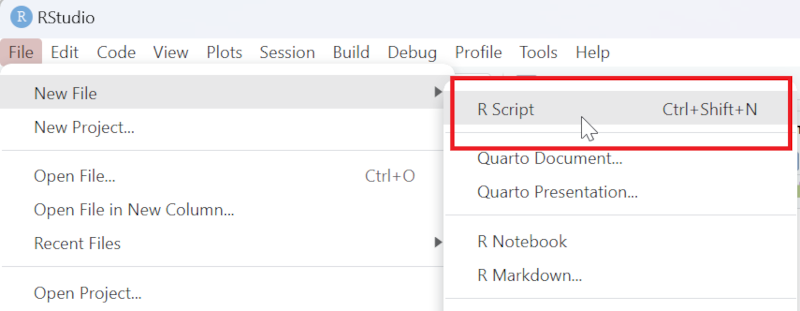 R RStudio
File Edit Code View Plots Session Build Debug Profile Tools Help
New File
New Project...
Open File... Ctrl+O
Open File in New Column...
Recent Files
Open Project...
R Script Ctrl+Shift+N
Quarto Document...
Quarto Presentation...
R Notebook
R Markdown...